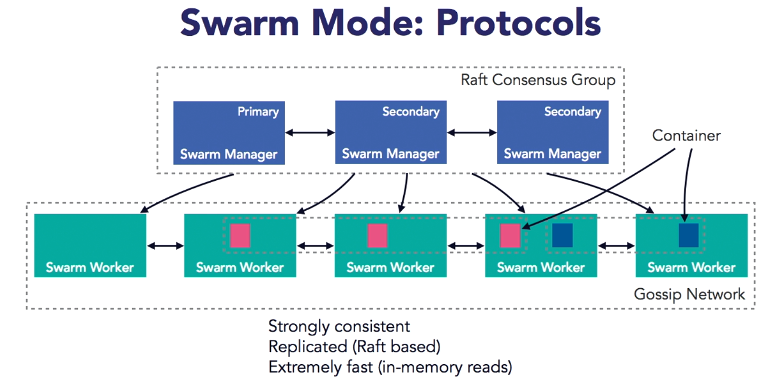 Swarm Mode: Protocols
Raft Consensus Group
Primary
Swarm Manager
Secondary
Swarm Manager
Secondary
Swarm Manager
Container
Swarm Worker
Swarm Worker
Swarm Worker
Swarm Worker
Swarm Worker
Gossip Network
Strongly consistent
Replicated (Raft based)
Extremely fast (in-memory reads)